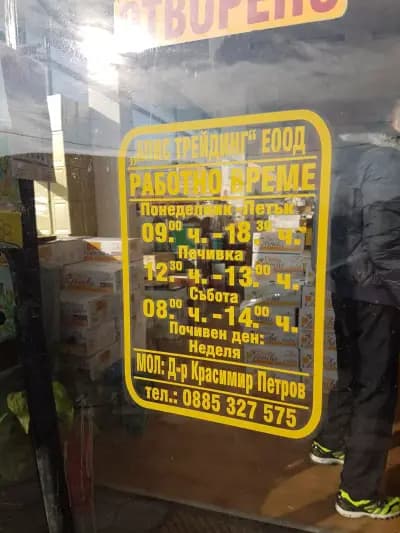 ОТВОРЕНО
ТРЕЙДИНГ“ ЕООД
РАБОТНО ВРЕМЕ
Понеделник - Петък
09.00 ч. - 18.30 ч.
Почивка
12.30 ч. - 13.00 ч.
Събота
08.00 ч. - 14.00 ч.
Почивен ден:
Неделя
МОЛ: Д-р Красимир Петров
тел.: 0885 327 575